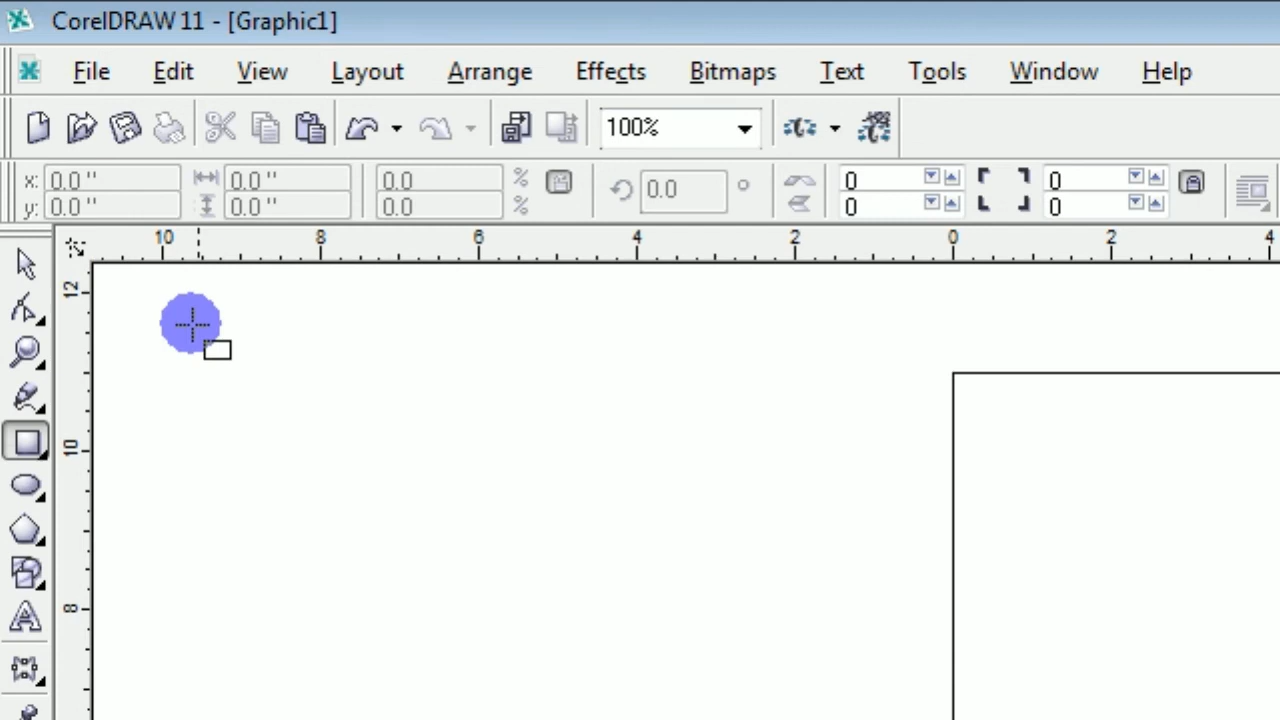 CorelDRAW 11 - [Graphic1]
File Edit View Layout Arrange Effects Bitmaps Text Tools Window Help
100%
x: 0.0 " 0.0 " 0.0 % 0.0 ° 0 0
y: 0.0 " 0.0 " 0.0 % 0 0
10 8 6 4 2 0 2 4
12
10
8